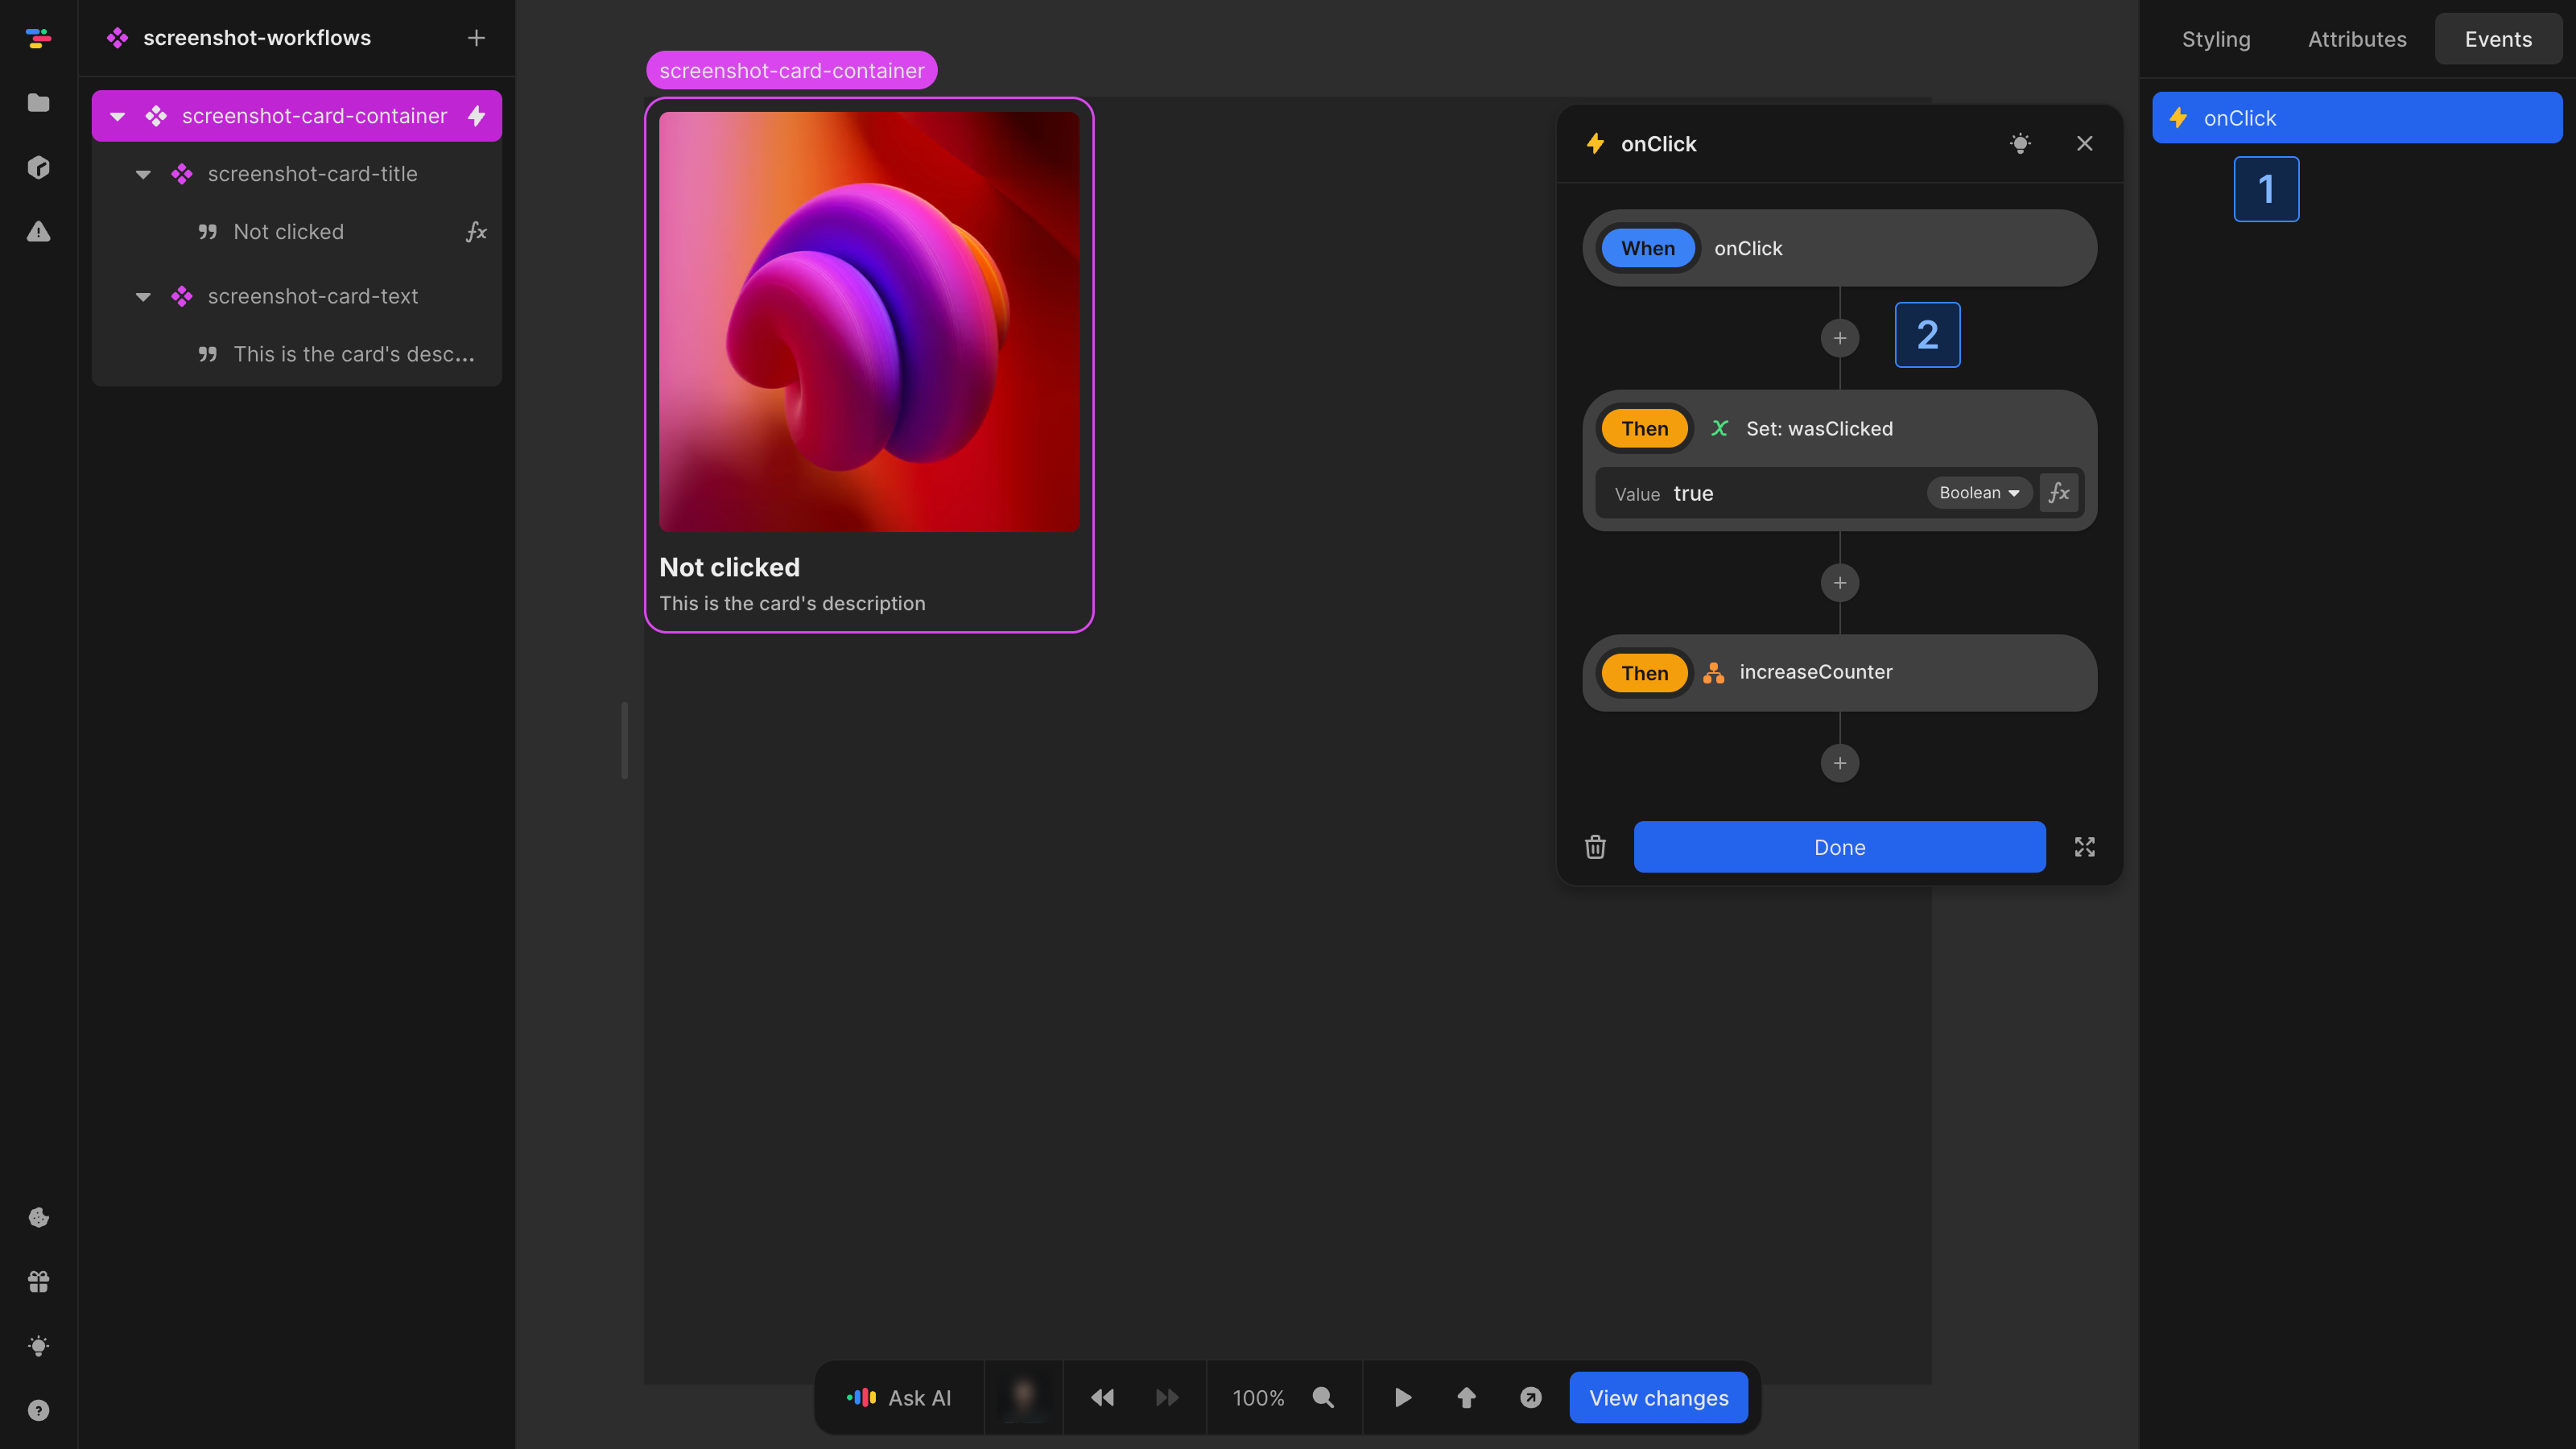 screenshot-workflows
screenshot-card-container
screenshot-card-title
Not clicked
fx
screenshot-card-text
This is the card's desc...
screenshot-card-container
Not clicked
This is the card's description
onClick
When onClick
2
Then Set: wasClicked
Value true Boolean fx
Then increaseCounter
Done
Styling Attributes Events
onClick
1
Ask AI 100% View changes